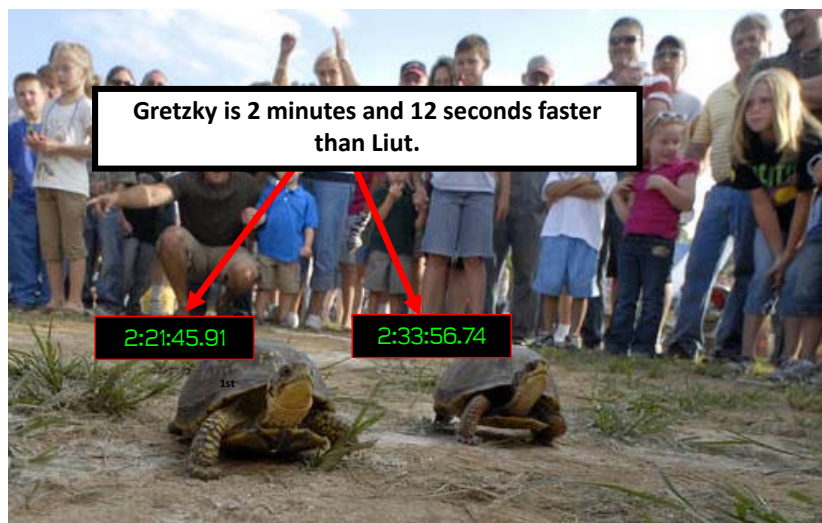 Gretzky is 2 minutes and 12 seconds faster
than Liut.
2:21:45.91
2:33:56.74
1st